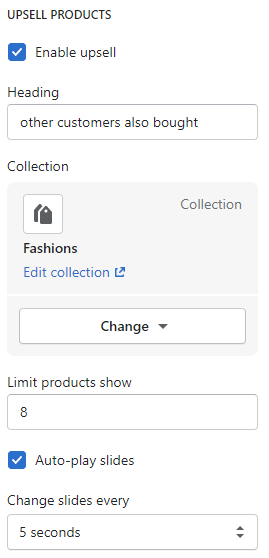 UPSELL PRODUCTS
Enable upsell
Heading
other customers also bought
Collection
Collection
Fashions
Edit collection
Change
Limit products show
8
Auto-play slides
Change slides every
5 seconds